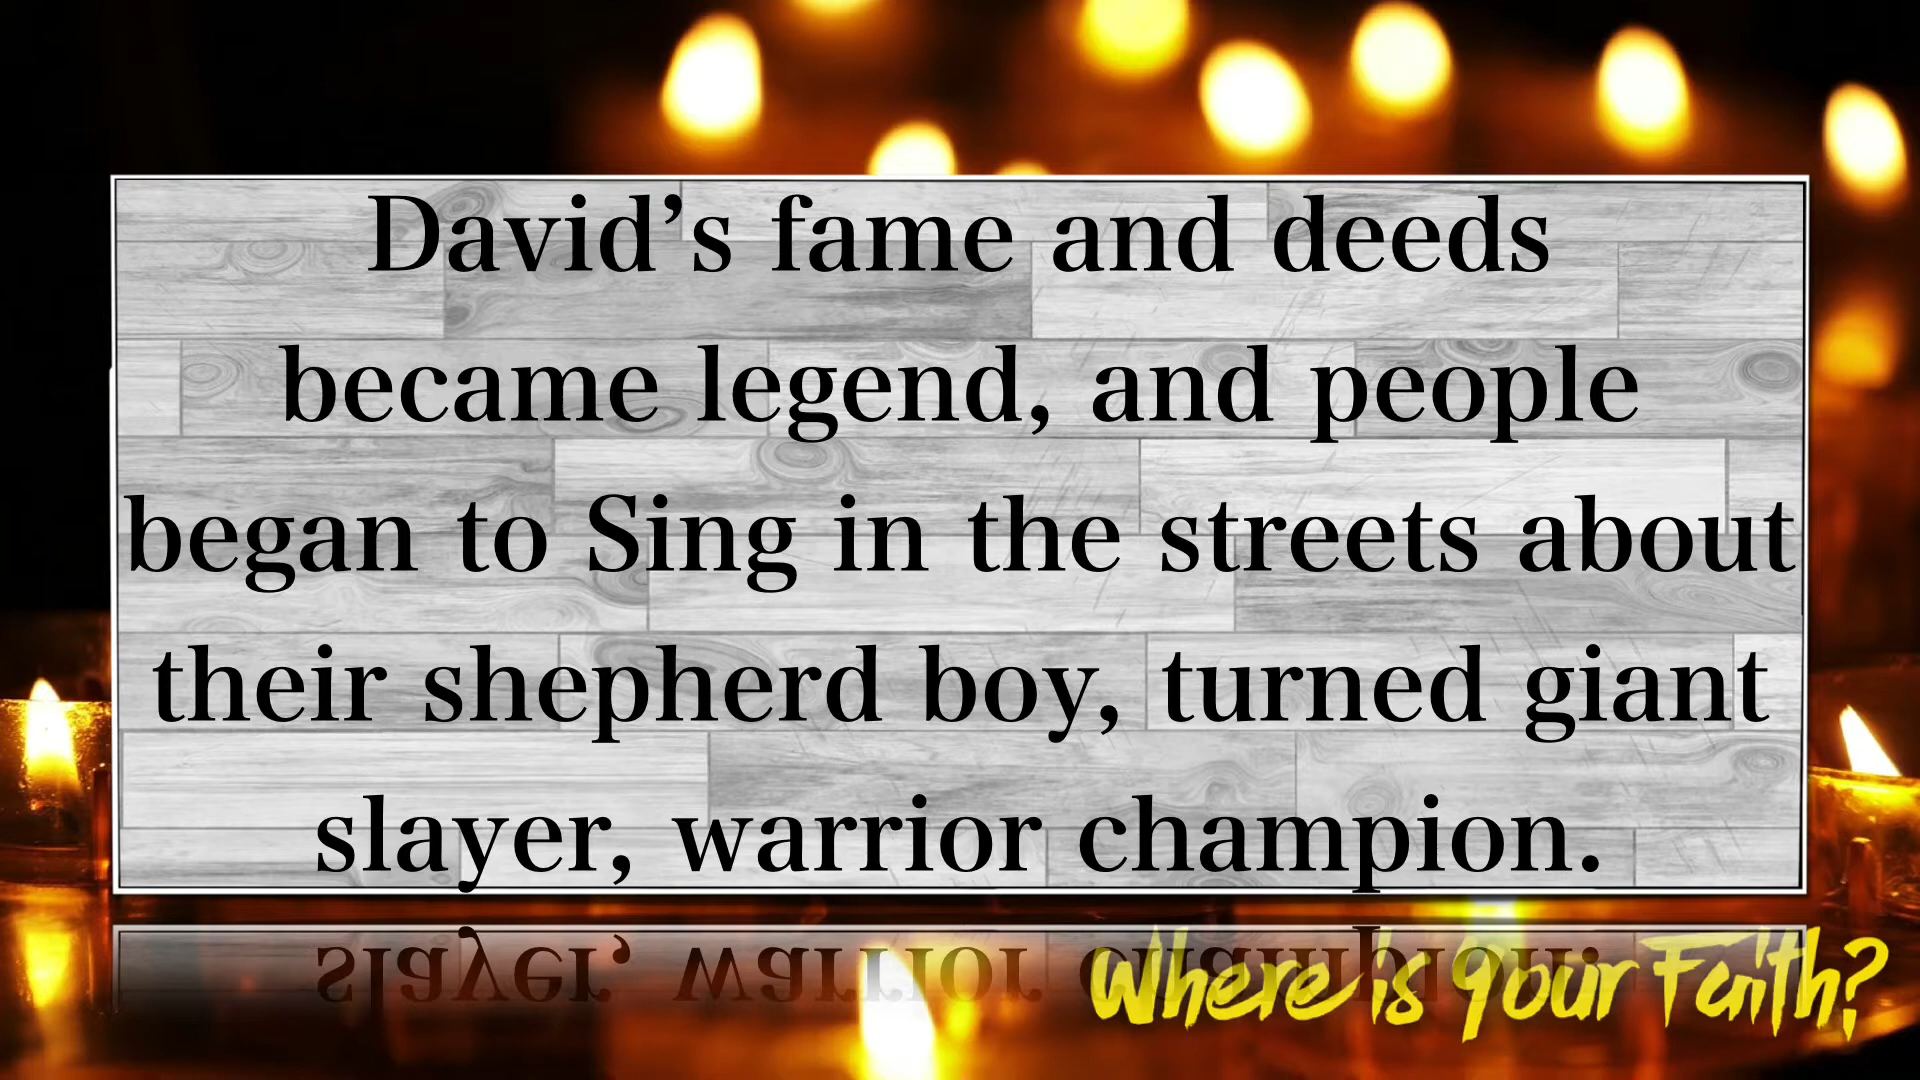 David’s fame and deeds
became legend, and people
began to Sing in the streets about
their shepherd boy, turned giant
slayer, warrior champion.
Where is your Faith?